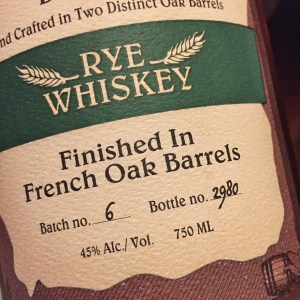 nd Crafted in Two Distinct Oak Barrels
RYE
WHISKEY
Finished In
French Oak Barrels
Batch no. 6 Bottle no. 2980
45% Alc./Vol. 750 ML